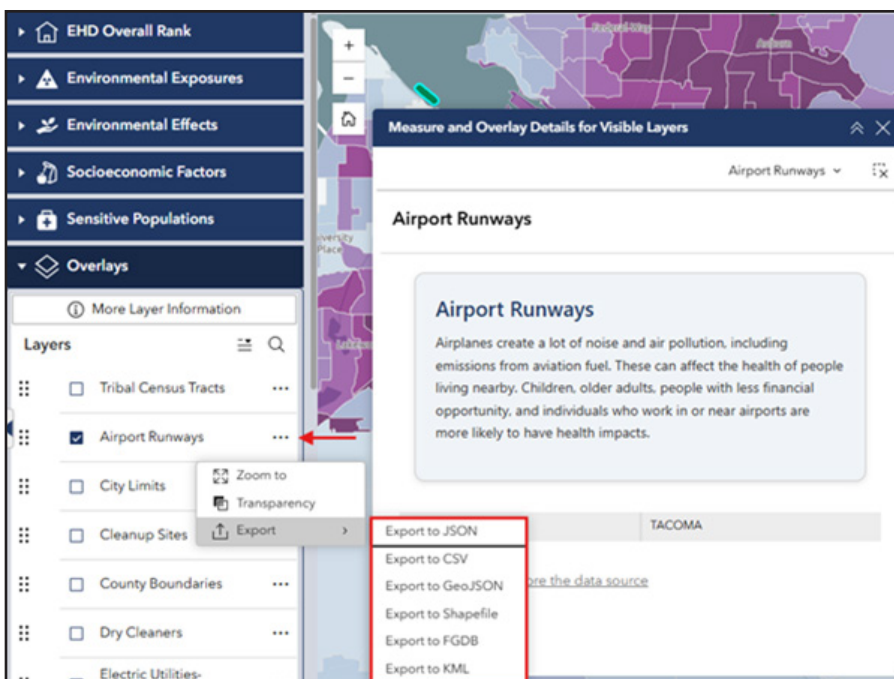 EHD Overall Rank
Environmental Exposures
Environmental Effects
Socioeconomic Factors
Sensitive Populations
Overlays
More Layer Information
Layers
Tribal Census Tracts
Airport Runways
City Limits
Cleanup Sites
County Boundaries
Dry Cleaners
Electric Utilities-
Zoom to
Transparency
Export
Export to JSON
Export to CSV
Export to GeoJSON
Export to Shapefile
Export to FGDB
Export to KML
Federal Way
Auburn
versity
Place
Lakewood
Measure and Overlay Details for Visible Layers
Airport Runways
Airport Runways
Airport Runways
Airplanes create a lot of noise and air pollution, including
emissions from aviation fuel. These can affect the health of people
living nearby. Children, older adults, people with less financial
opportunity, and individuals who work in or near airports are
more likely to have health impacts.
TACOMA
ore the data source